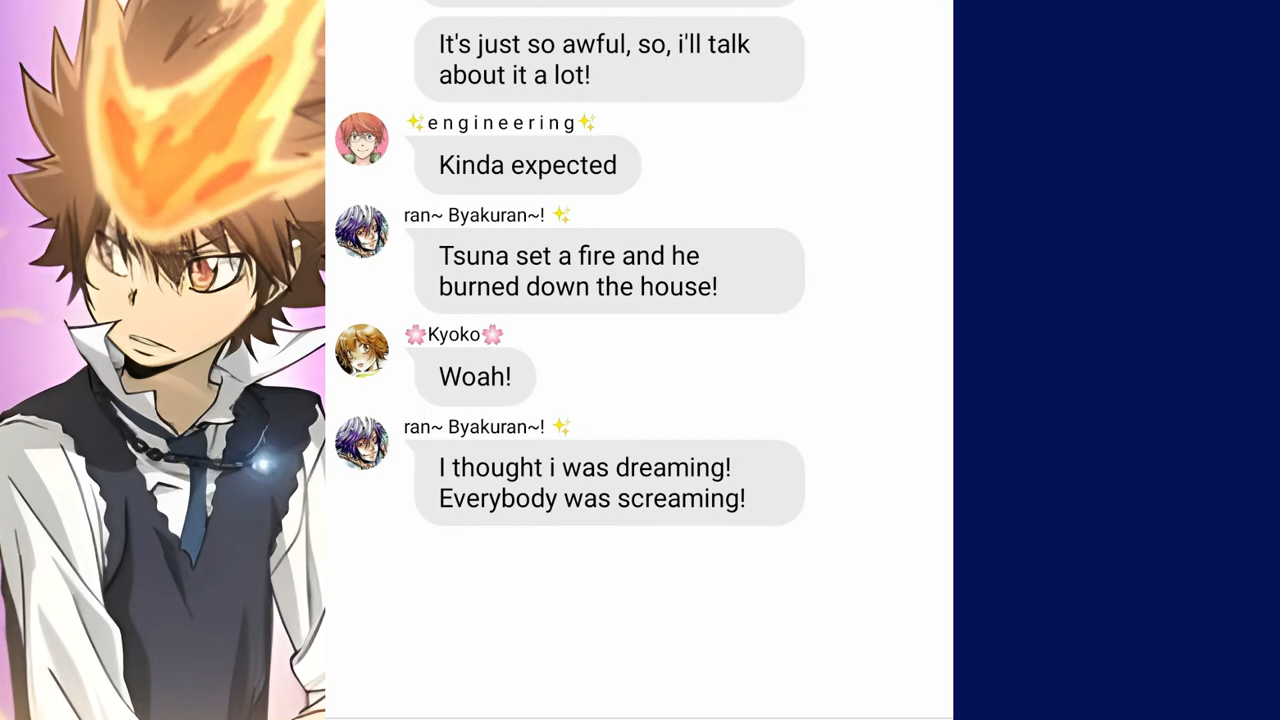 It's just so awful, so, i'll talk
about it a lot!
✨e n g i n e e r i n g✨
Kinda expected
ran~ Byakuran~! ✨
Tsuna set a fire and he
burned down the house!
🌸Kyoko🌸
Woah!
ran~ Byakuran~! ✨
I thought i was dreaming!
Everybody was screaming!